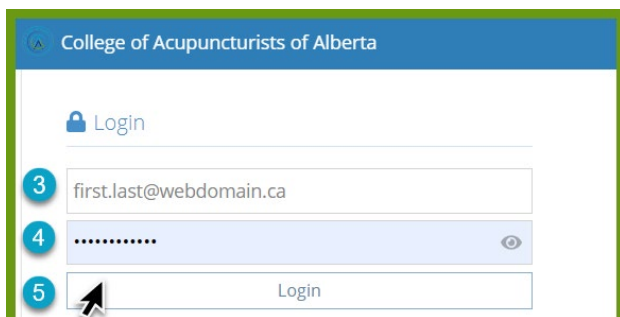 College of Acupuncturists of Alberta
Login
3
first.last@webdomain.ca
4
••••••••••••
5
Login